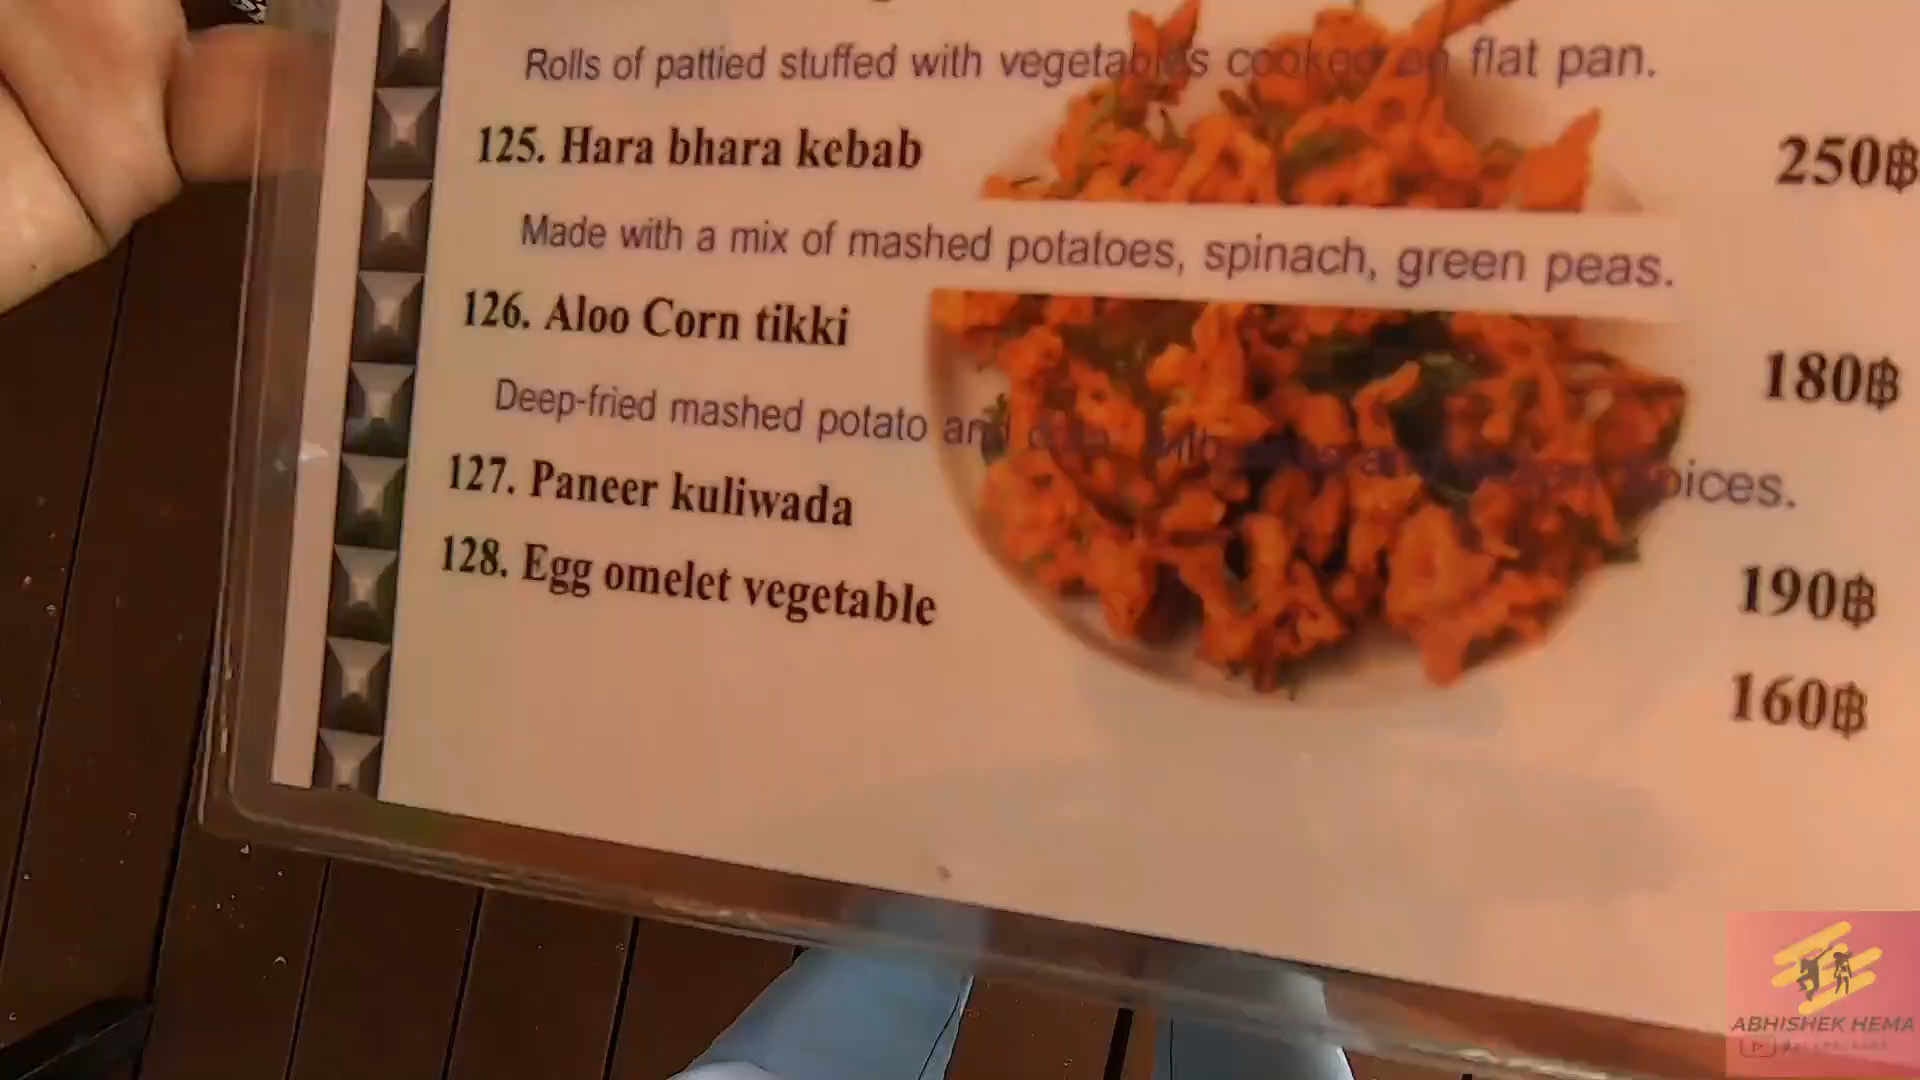 Rolls of pattied stuffed with vegetables cooked on flat pan.
125. Hara bhara kebab 250฿
Made with a mix of mashed potatoes, spinach, green peas.
126. Aloo Corn tikki 180฿
Deep-fried mashed potato and spices.
127. Paneer kuliwada 190฿
128. Egg omelet vegetable 160฿
ABHISHEK HEMA